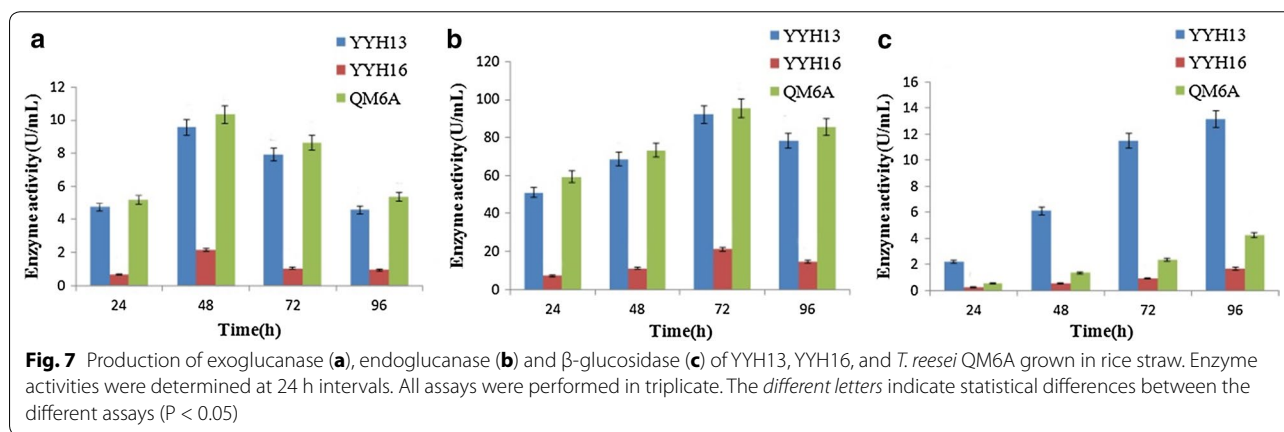 a
YYH13
YYH16
QM6A
Enzyme activity(U/mL)
12
10
8
6
4
2
0
24 48 72 96
Time(h)
b
YYH13
YYH16
QM6A
Enzyme activity(U/mL)
120
100
80
60
40
20
0
24 48 72 96
Time(h)
c
YYH13
YYH16
QM6A
Enzyme activity(U/mL)
16
14
12
10
8
6
4
2
0
24 48 72 96
Time(h)
Fig. 7 Production of exoglucanase (a), endoglucanase (b) and β-glucosidase (c) of YYH13, YYH16, and T. reesei QM6A grown in rice straw. Enzyme
activities were determined at 24 h intervals. All assays were performed in triplicate. The different letters indicate statistical differences between the
different assays (P < 0.05)